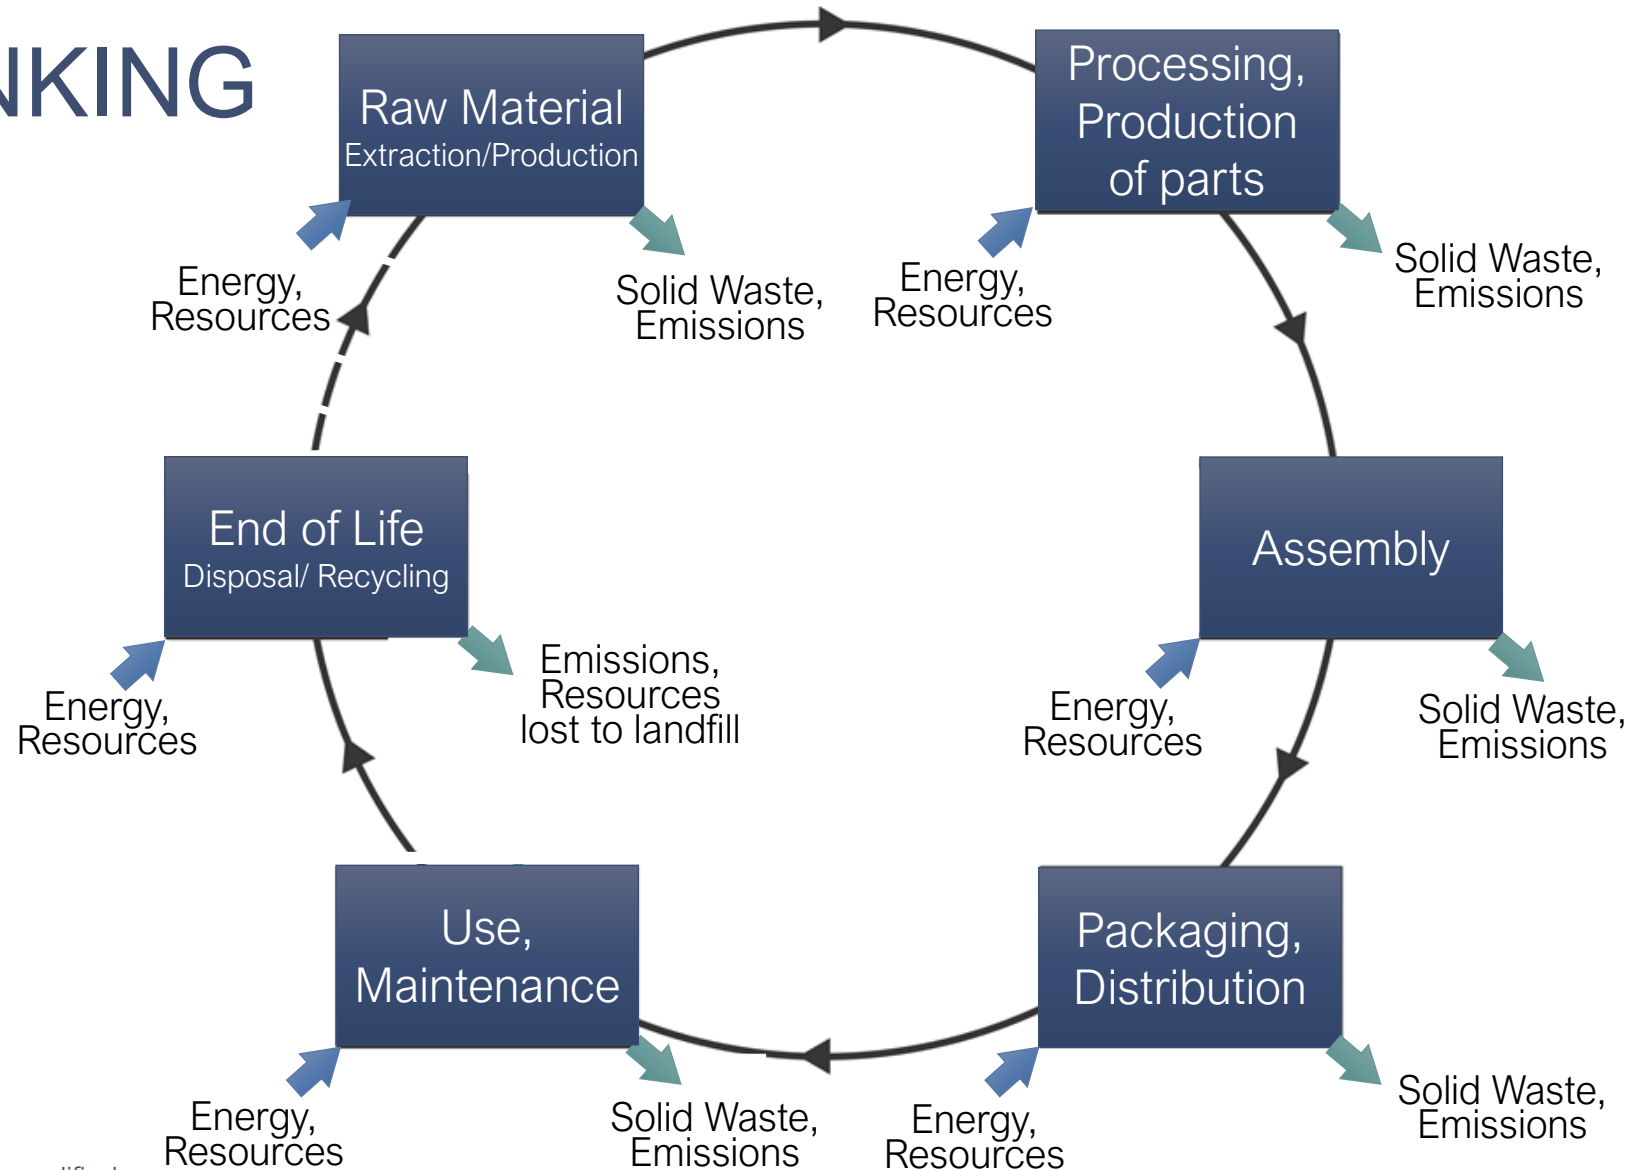 NKING
Raw Material
Extraction/Production
Energy,
Resources
Solid Waste,
Emissions
Processing,
Production
of parts
Energy,
Resources
Solid Waste,
Emissions
Assembly
Energy,
Resources
Solid Waste,
Emissions
Packaging,
Distribution
Energy,
Resources
Solid Waste,
Emissions
Use,
Maintenance
Energy,
Resources
Solid Waste,
Emissions
End of Life
Disposal/ Recycling
Energy,
Resources
Emissions,
Resources
lost to landfill